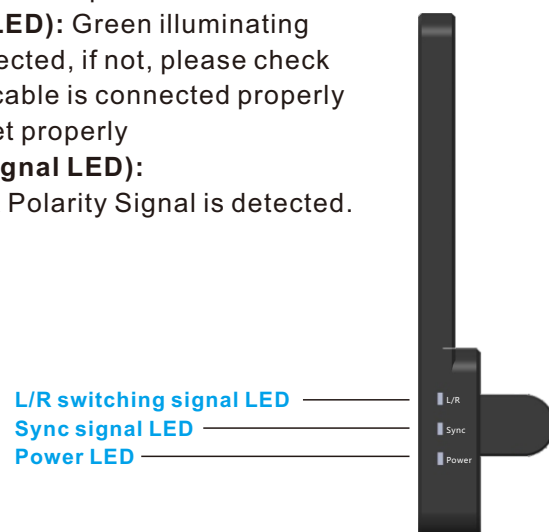 LED): Green illuminating
ected, if not, please check
cable is connected properly
et properly
gnal LED):
Polarity Signal is detected.
L/R switching signal LED
Sync signal LED
Power LED
L/R
Sync
Power